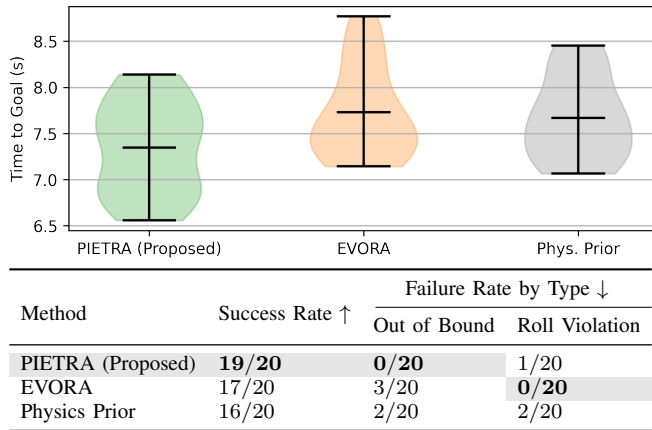 Time to Goal (s)
8.5
8.0
7.5
7.0
6.5
PIETRA (Proposed) EVORA Phys. Prior
Failure Rate by Type ↓
Method Success Rate ↑
Out of Bound Roll Violation
PIETRA (Proposed) 19/20 0/20 1/20
EVORA 17/20 3/20 0/20
Physics Prior 16/20 2/20 2/20